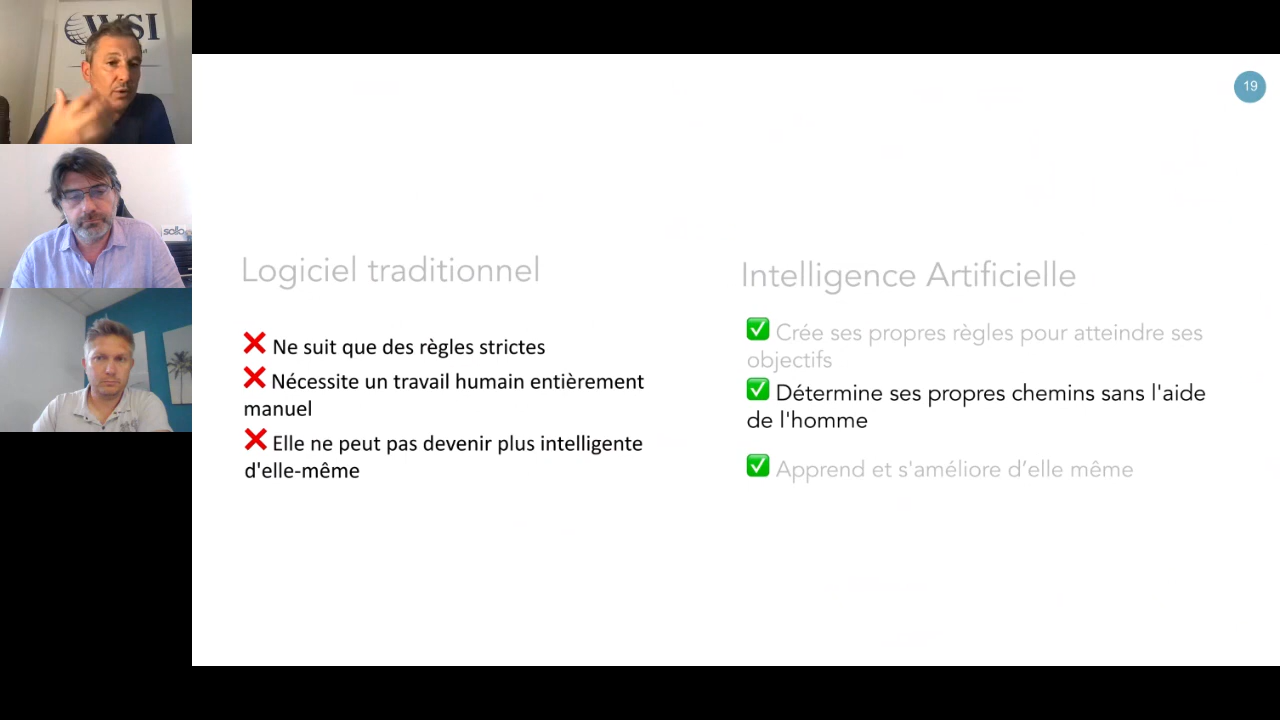 WSI
sollo
19
Logiciel traditionnel
❌ Ne suit que des règles strictes
❌ Nécessite un travail humain entièrement
manuel
❌ Elle ne peut pas devenir plus intelligente
d'elle-même
Intelligence Artificielle
✅ Crée ses propres règles pour atteindre ses
objectifs
✅ Détermine ses propres chemins sans l'aide
de l'homme
✅ Apprend et s'améliore d’elle même